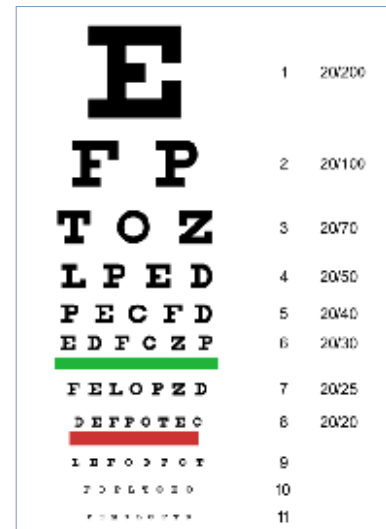 E 1 20/200
F P 2 20/100
T O Z 3 20/70
L P E D 4 20/50
P E C F D 5 20/40
E D F C Z P 6 20/30
F E L O P Z D 7 20/25
D E F P O T E C 8 20/20
L E F O D P C T 9
F D P L T C E O 10
11